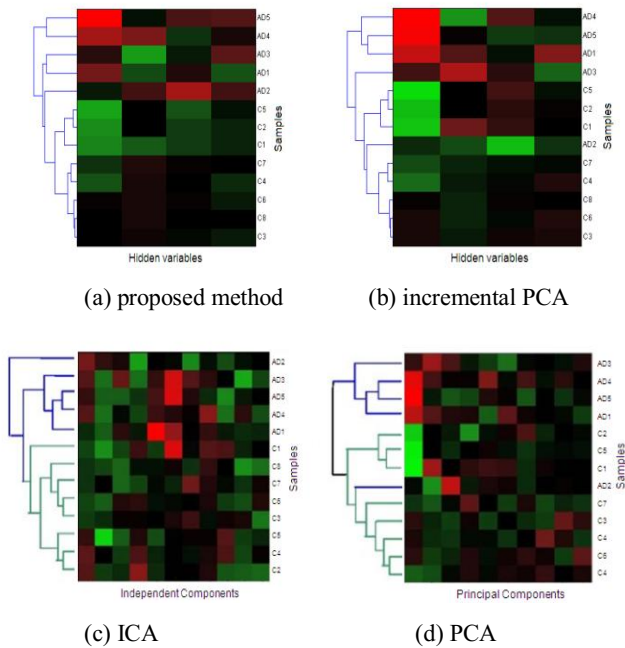 AD5
AD4
AD3
AD1
AD2
C5
C2
C1
C7
C4
C6
C8
C3
Samples
Hidden variables
(a) proposed method
AD4
AD5
AD1
AD3
C5
C2
C1
AD2
C7
C4
C8
C6
C3
Samples
Hidden variables
(b) incremental PCA
AD2
AD3
AD5
AD4
AD1
C1
C8
C7
C6
C3
C5
C4
C2
Samples
Independent Components
(c) ICA
AD3
AD4
AD5
AD1
C2
C5
C1
AD2
C7
C3
C4
C6
C4
Samples
Principal Components
(d) PCA